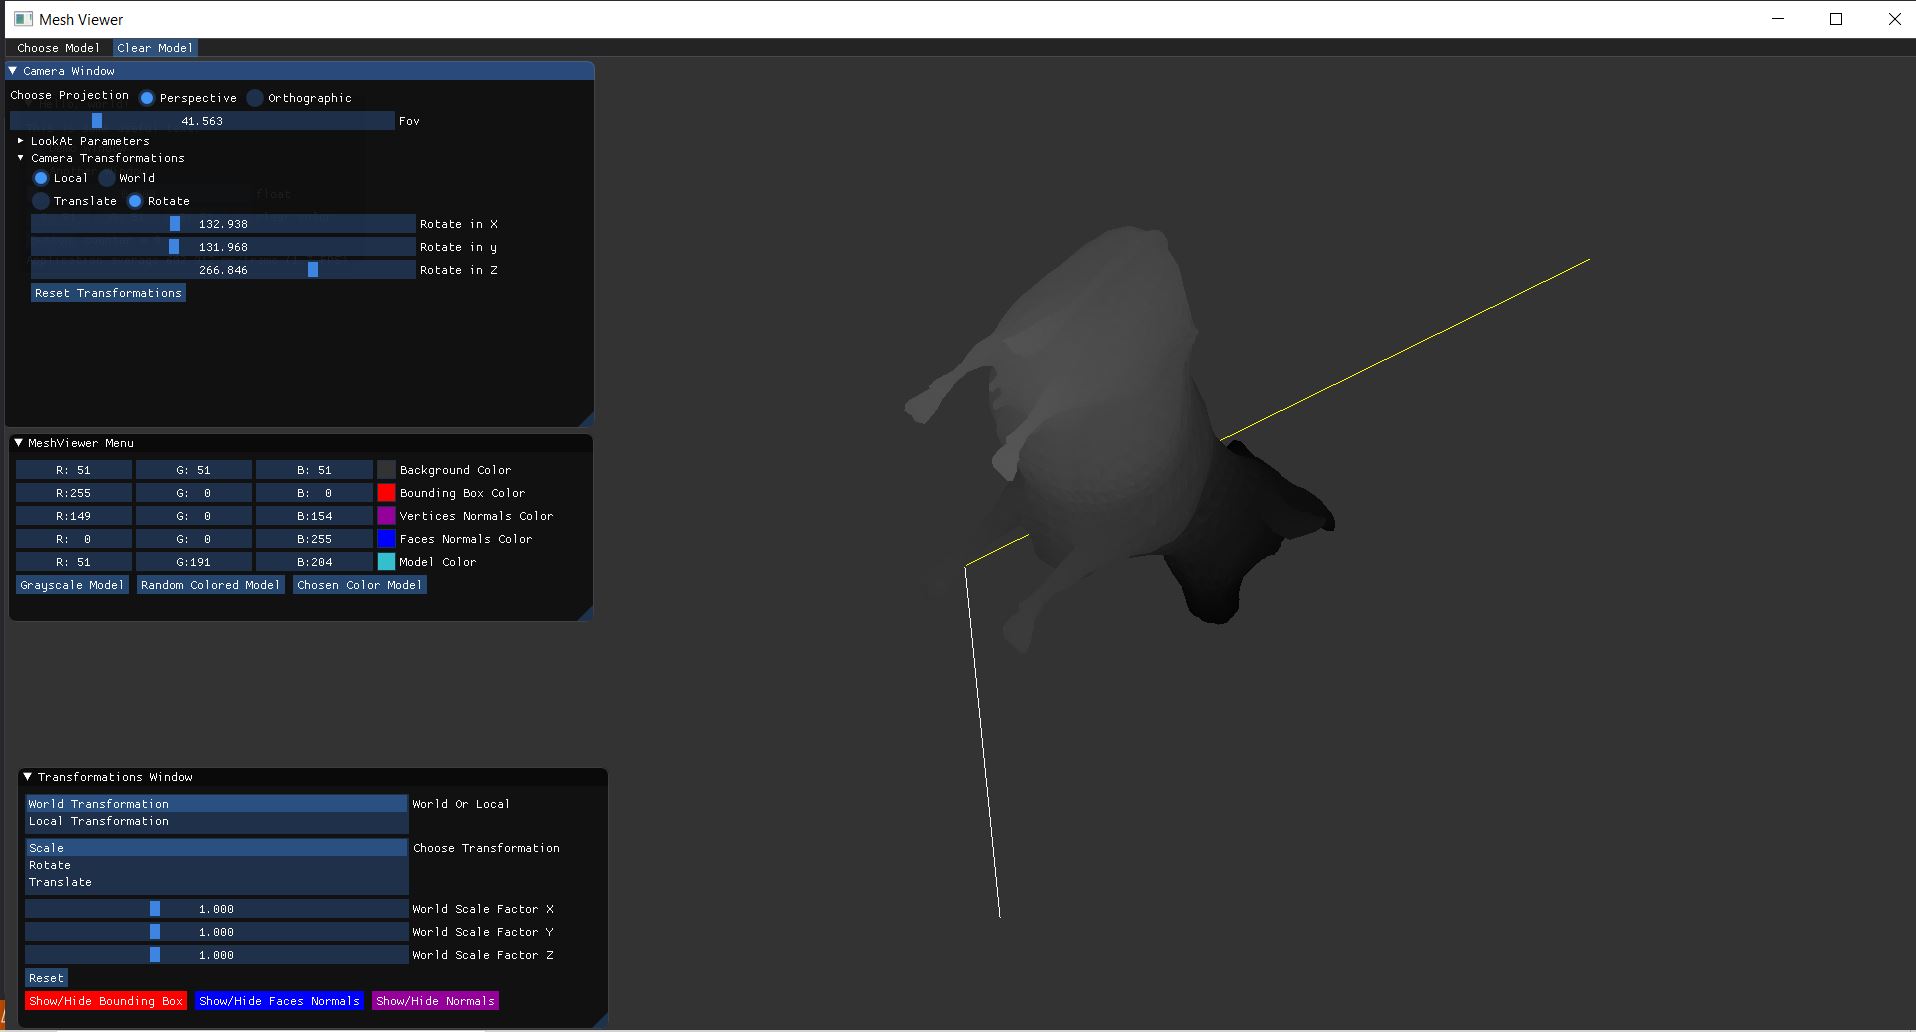 Mesh Viewer
Choose Model Clear Model
Camera Window
Choose Projection Perspective Orthographic
41.563 Fov
LookAt Parameters
Camera Transformations
Local World
Translate Rotate
132.938 Rotate in X
131.968 Rotate in y
266.846 Rotate in Z
Reset Transformations
MeshViewer Menu
R: 51 G: 51 B: 51 Background Color
R:255 G: 0 B: 0 Bounding Box Color
R:149 G: 0 B:154 Vertices Normals Color
R: 0 G: 0 B:255 Faces Normals Color
R: 51 G:191 B:204 Model Color
Grayscale Model Random Colored Model Chosen Color Model
Transformations Window
World Transformation World Or Local
Local Transformation
Scale Choose Transformation
Rotate
Translate
1.000 World Scale Factor X
1.000 World Scale Factor Y
1.000 World Scale Factor Z
Reset
Show/Hide Bounding Box Show/Hide Faces Normals Show/Hide Normals